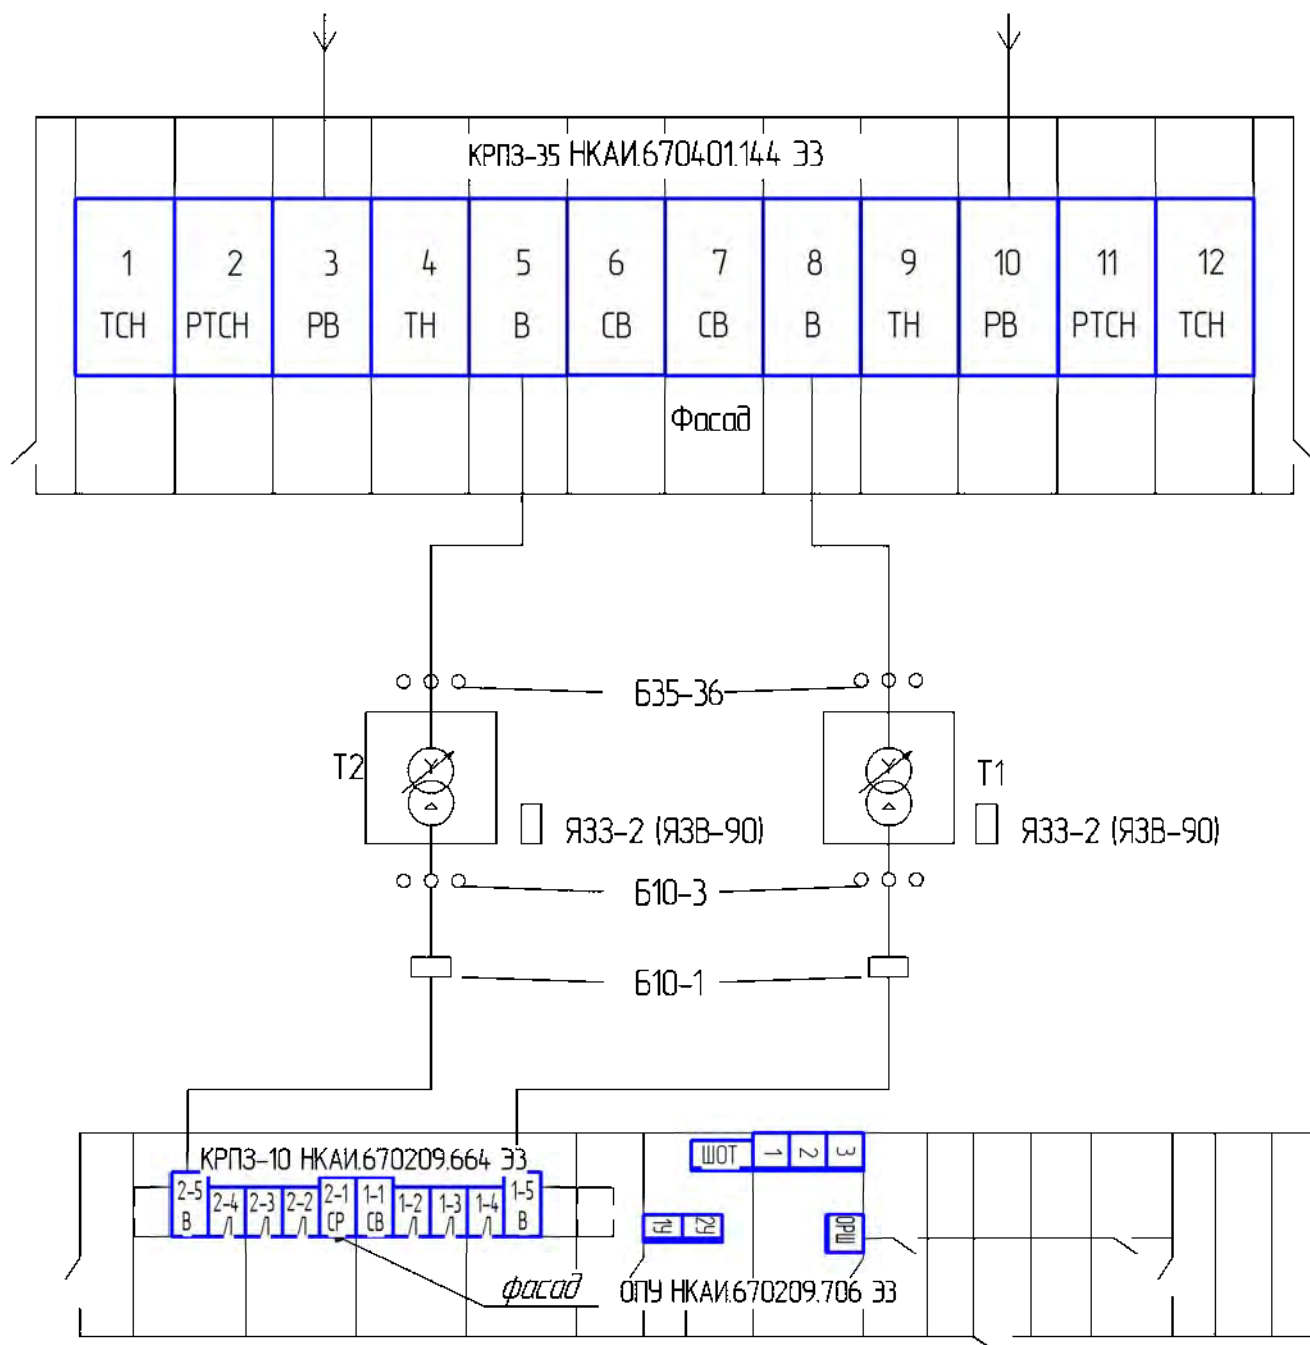 КРПЗ-35 НКАИ.670401.144 ЭЗ
1 2 3 4 5 6 7 8 9 10 11 12
ТСН РТСН РВ ТН В СВ СВ В ТН РВ РТСН ТСН
Фасад
Б35-36
Т2 Т1
ЯЗЗ-2 (ЯЗВ-90) ЯЗЗ-2 (ЯЗВ-90)
Б10-3
Б10-1
КРПЗ-10 НКАИ.670209.664 ЭЗ
ШОТ 1 2 3
2-5 2-4 2-3 2-2 2-1 1-1 1-2 1-3 1-4 1-5
В Л Л Л СР СВ Л Л Л В
1У 2У ОРШ
фасад ОПУ НКАИ.670209.706 ЭЗ